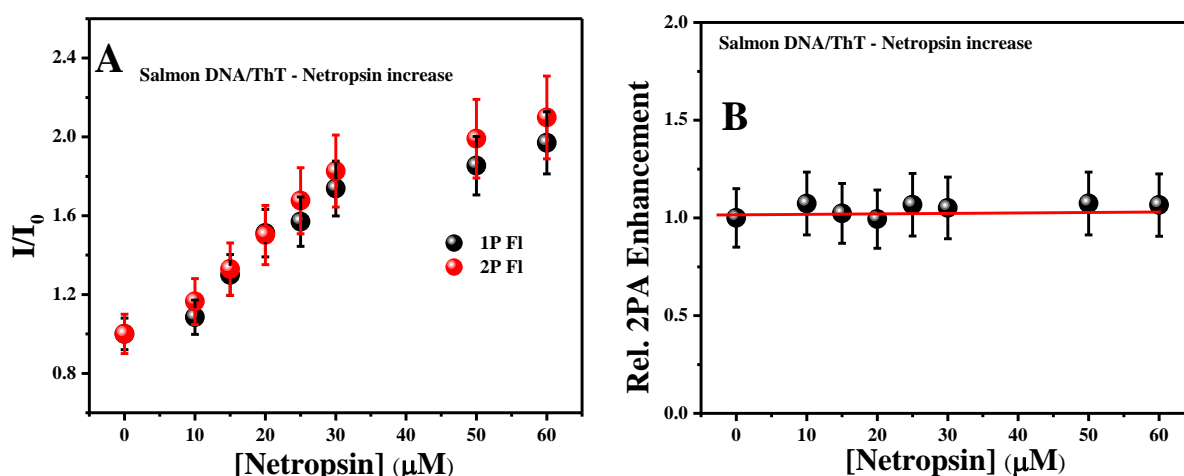 A
Salmon DNA/ThT - Netropsin increase
I/I0
2.4
2.0
1.6
1.2
0.8
1P Fl
2P Fl
0 10 20 30 40 50 60
[Netropsin] (μM)
B
Salmon DNA/ThT - Netropsin increase
Rel. 2PA Enhancement
2.0
1.5
1.0
0.5
0.0
0 10 20 30 40 50 60
[Netropsin] (μM)